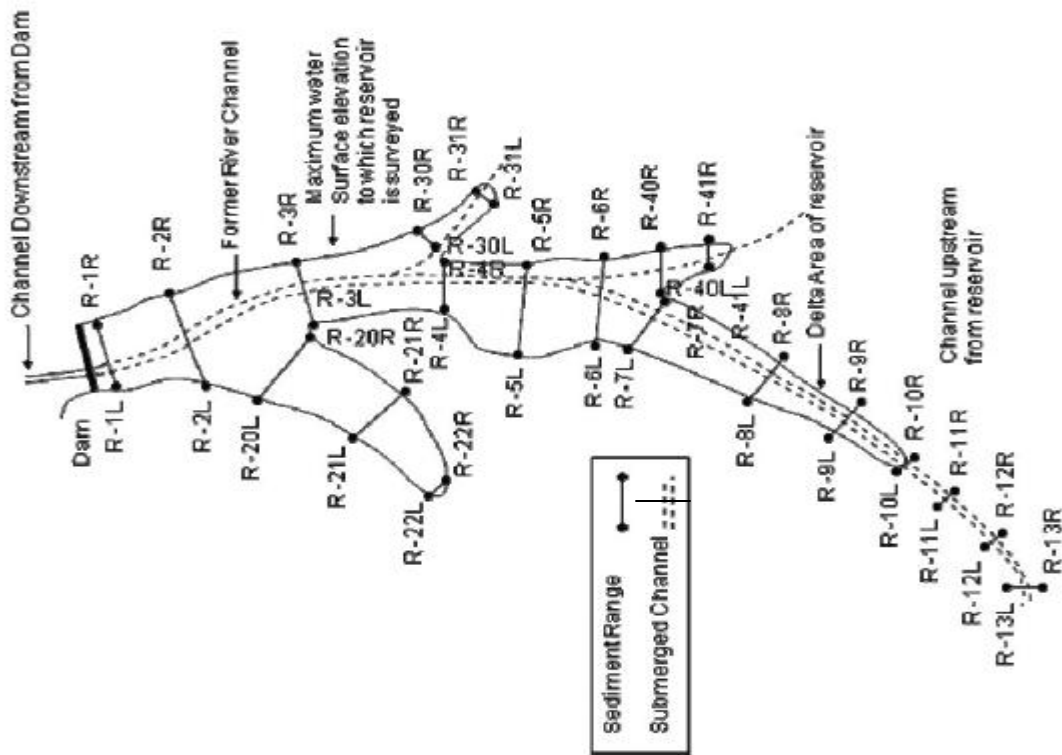 Channel Downstream from Dam
Dam
R-1R
R-1L
R-2R
R-2L
Former River Channel
R-3R
R-3L
R-20R
R-20L
Maximum water
Surface elevation
to which reservoir
is surveyed
R-30R
R-30L
R-31R
R-31L
R-21R
R-21L
R-22R
R-22L
R-4R
R-4L
R-5R
R-5L
R-6R
R-6L
R-40R
R-40L
R-41R
R-41L
R-7R
R-7L
R-8R
R-8L
Delta Area of reservoir
R-9R
R-9L
R-10R
R-10L
Channel upstream
from reservoir
R-11R
R-11L
R-12R
R-12L
R-13R
R-13L
Sediment Range
Submerged Channel